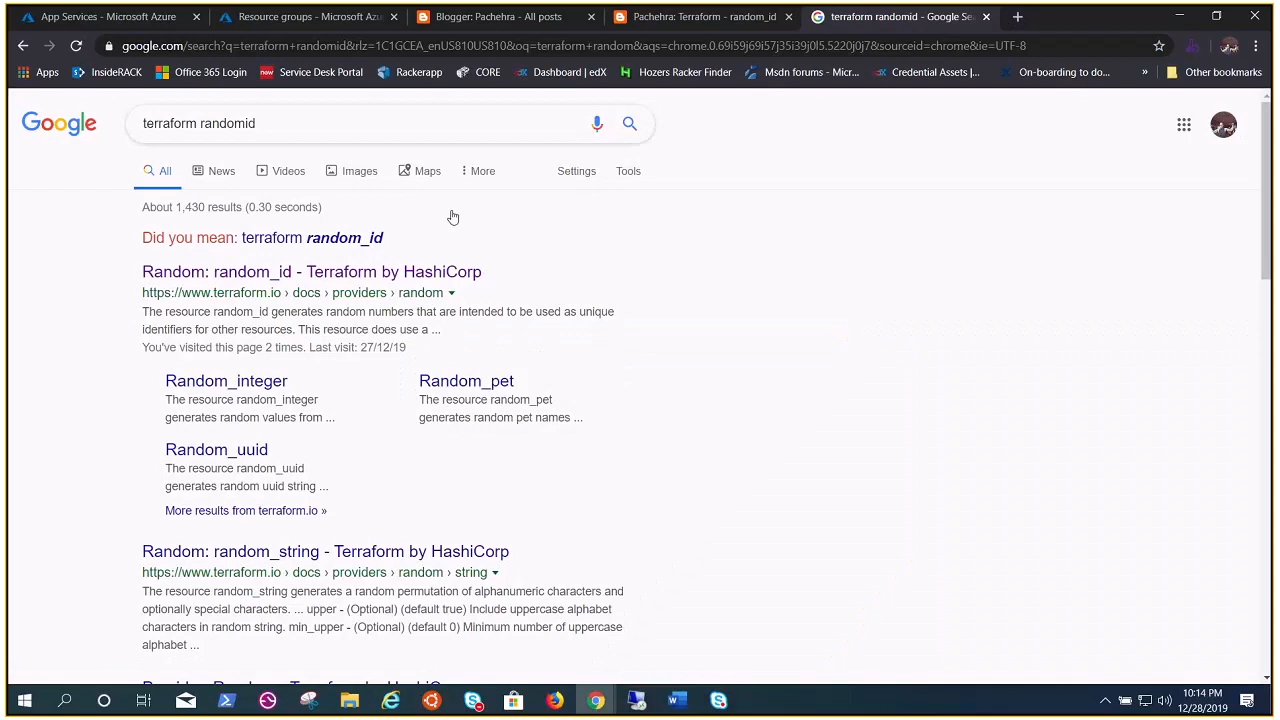 App Services - Microsoft Azure
Resource groups - Microsoft Azu
Blogger: Pachehra - All posts
Pachehra: Terraform - random_id
terraform randomid - Google Sea
google.com/search?q=terraform+randomid&rlz=1C1GCEA_enUS810US810&oq=terraform+random&aqs=chrome.0.69i59j69i57j35i39j0l5.5220j0j7&sourceid=chrome&ie=UTF-8
Apps
InsideRACK
Office 365 Login
now
Service Desk Portal
Rackerapp
CORE
Dashboard | edX
Hozers Racker Finder
Msdn forums - Micr...
Credential Assets |...
On-boarding to do...
»
Other bookmarks
Google
terraform randomid
All
News
Videos
Images
Maps
More
Settings
Tools
About 1,430 results (0.30 seconds)
Did you mean: terraform random_id
Random: random_id - Terraform by HashiCorp
https://www.terraform.io › docs › providers › random
The resource random_id generates random numbers that are intended to be used as unique
identifiers for other resources. This resource does use a ...
You've visited this page 2 times. Last visit: 27/12/19
Random_integer
The resource random_integer
generates random values from ...
Random_pet
The resource random_pet
generates random pet names ...
Random_uuid
The resource random_uuid
generates random uuid string ...
More results from terraform.io »
Random: random_string - Terraform by HashiCorp
https://www.terraform.io › docs › providers › random › string
The resource random_string generates a random permutation of alphanumeric characters and
optionally special characters. ... upper - (Optional) (default true) Include uppercase alphabet
characters in random string. min_upper - (Optional) (default 0) Minimum number of uppercase
alphabet ...
10:14 PM
12/28/2019